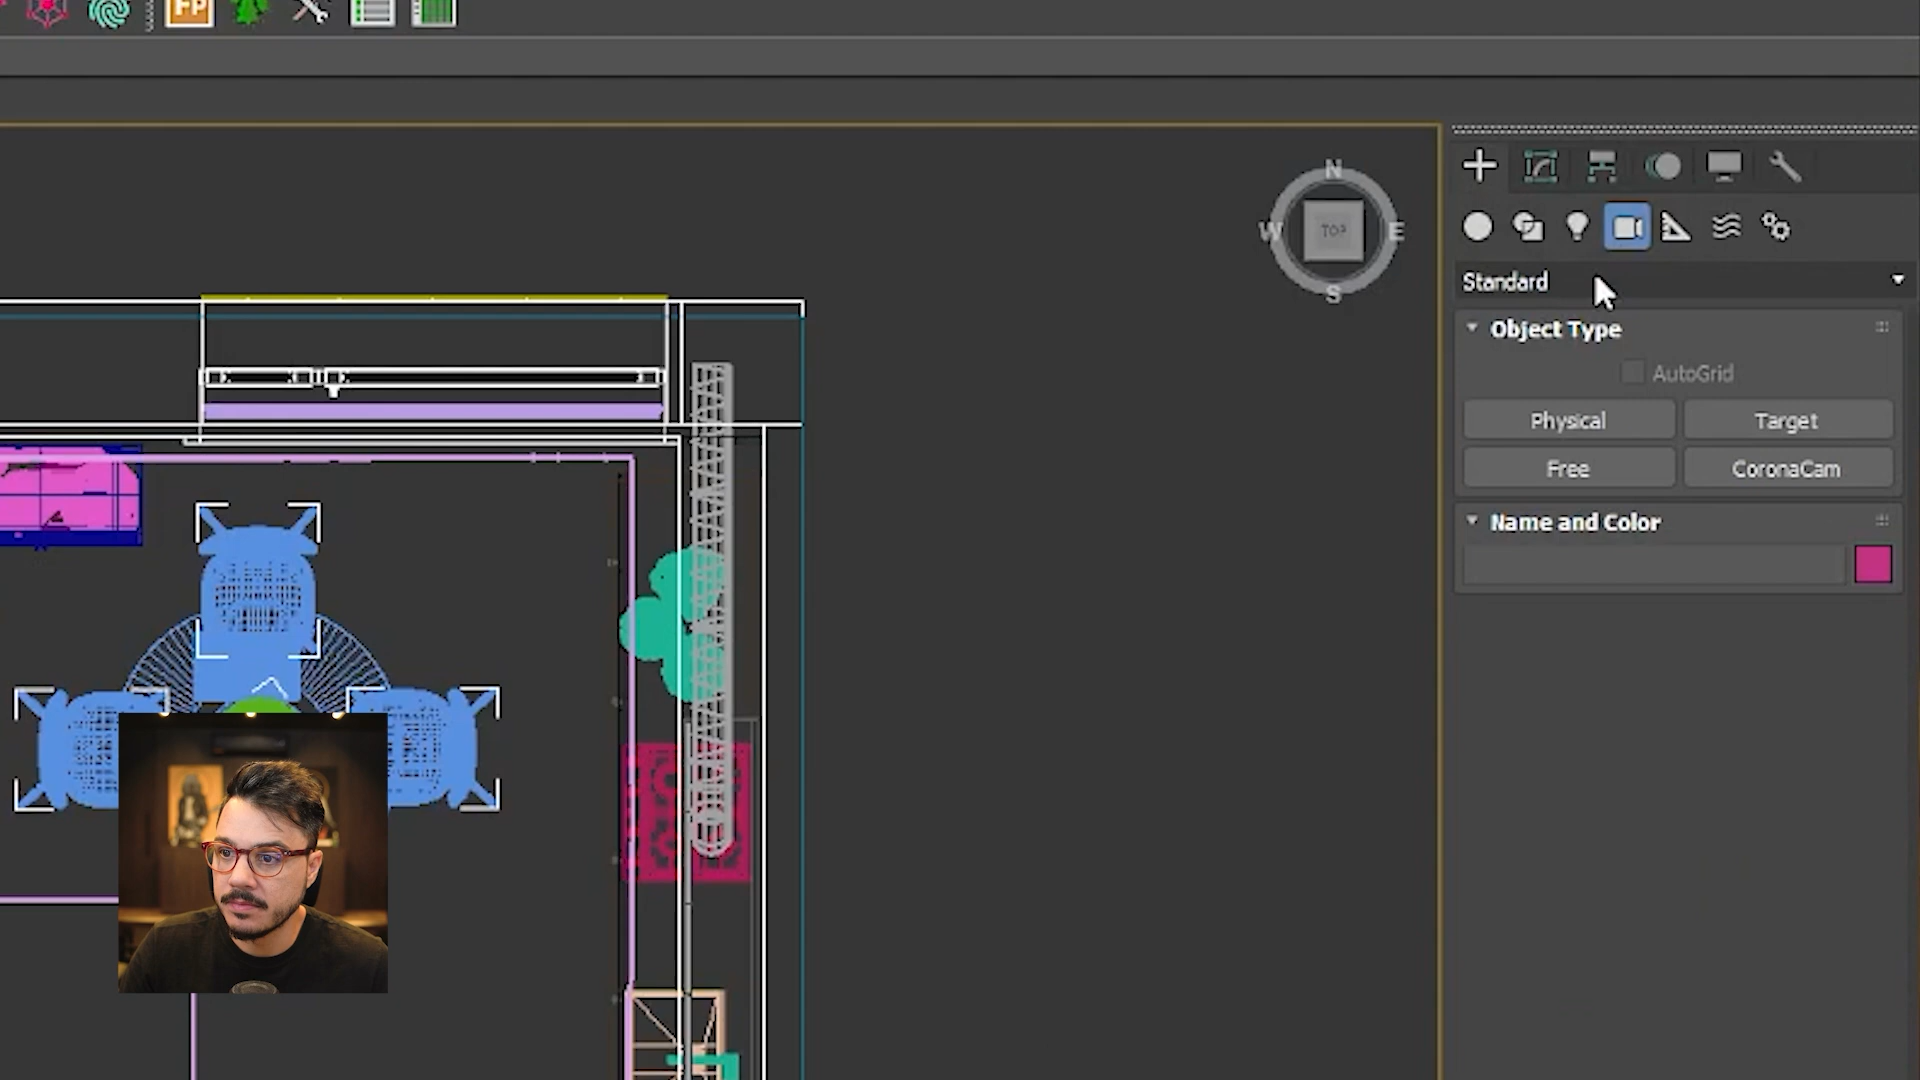 FP
N
W TOP E
S
Standard
Object Type
AutoGrid
Physical Target
Free CoronaCam
Name and Color